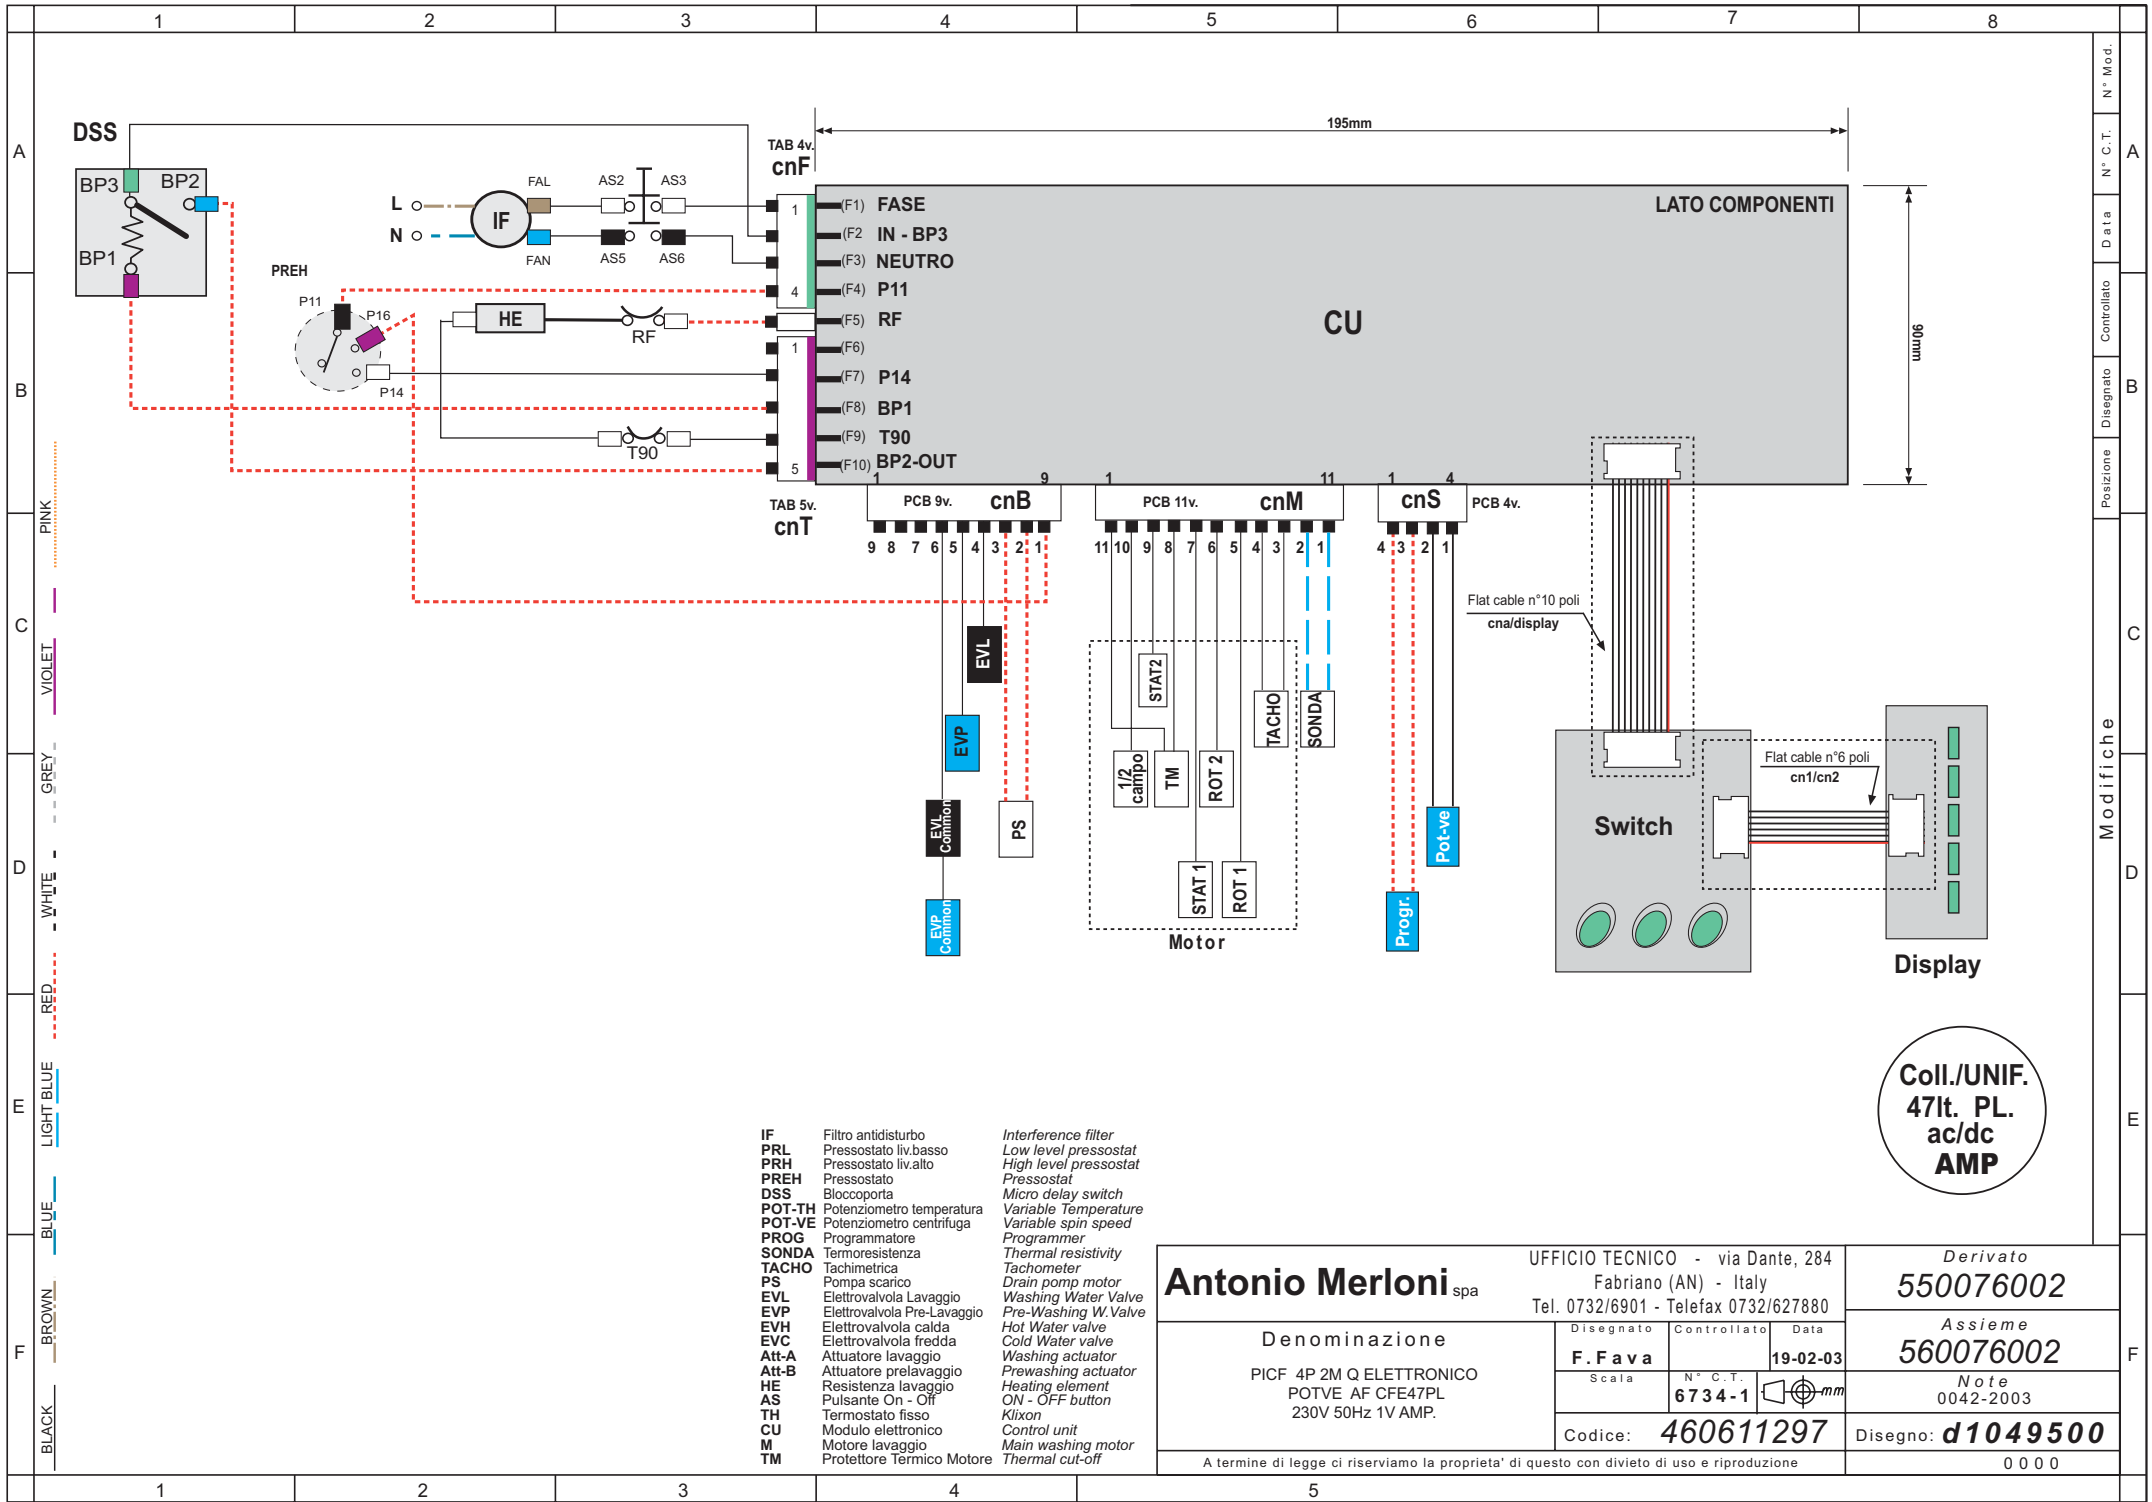 1 2 3 4 5 6 7 8
A
B
C
D
E
F
A
B
C
D
E
F
1 2 3 4 5
N° Mod.
N° C.T.
Data
Controllato
Disegnato
Posizione
Modifiche
DSS
BP3
BP2
BP1
L
N
IF
FAL
FAN
AS2
AS3
AS5
AS6
PREH
P11
P16
P14
HE
RF
T90
TAB 4v.
cnF
1
4
1
5
TAB 5v.
cnT
195mm
90mm
LATO COMPONENTI
CU
(F1) FASE
(F2 IN - BP3
(F3) NEUTRO
(F4) P11
(F5) RF
(F6)
(F7) P14
(F8) BP1
(F9) T90
(F10) BP2-OUT
1 9
PCB 9v. cnB
9 8 7 6 5 4 3 2 1
1 11
PCB 11v. cnM
11 10 9 8 7 6 5 4 3 2 1
1 4
cnS PCB 4v.
4 3 2 1
EVL
EVP
EVL Common
EVP Common
PS
STAT2
1/2 campo
TM
ROT 2
STAT 1
ROT 1
TACHO
SONDA
Motor
Pot-ve
Progr.
Flat cable n°10 poli
cna/display
Flat cable n°6 poli
cn1/cn2
Switch
Display
PINK
VIOLET
GREY
WHITE
RED
LIGHT BLUE
BLUE
BROWN
BLACK
Coll./UNIF.
47lt. PL.
ac/dc
AMP
IF Filtro antidisturbo Interference filter
PRL Pressostato liv.basso Low level pressostat
PRH Pressostato liv.alto High level pressostat
PREH Pressostato Pressostat
DSS Bloccoporta Micro delay switch
POT-TH Potenziometro temperatura Variable Temperature
POT-VE Potenziometro centrifuga Variable spin speed
PROG Programmatore Programmer
SONDA Termoresistenza Thermal resistivity
TACHO Tachimetrica Tachometer
PS Pompa scarico Drain pomp motor
EVL Elettrovalvola Lavaggio Washing Water Valve
EVP Elettrovalvola Pre-Lavaggio Pre-Washing W.Valve
EVH Elettrovalvola calda Hot Water valve
EVC Elettrovalvola fredda Cold Water valve
Att-A Attuatore lavaggio Washing actuator
Att-B Attuatore prelavaggio Prewashing actuator
HE Resistenza lavaggio Heating element
AS Pulsante On - Off ON - OFF button
TH Termostato fisso Klixon
CU Modulo elettronico Control unit
M Motore lavaggio Main washing motor
TM Protettore Termico Motore Thermal cut-off
Antonio Merloni spa
UFFICIO TECNICO - via Dante, 284
Fabriano (AN) - Italy
Tel. 0732/6901 - Telefax 0732/627880
Derivato
550076002
Denominazione
PICF 4P 2M Q ELETTRONICO
POTVE AF CFE47PL
230V 50Hz 1V AMP.
Disegnato Controllato Data
F.Fava 19-02-03
Assieme
560076002
Scala N° C.T.
6734-1 mm
Note
0042-2003
Codice: 460611297
Disegno: d1049500
A termine di legge ci riserviamo la proprieta' di questo con divieto di uso e riproduzione
0000